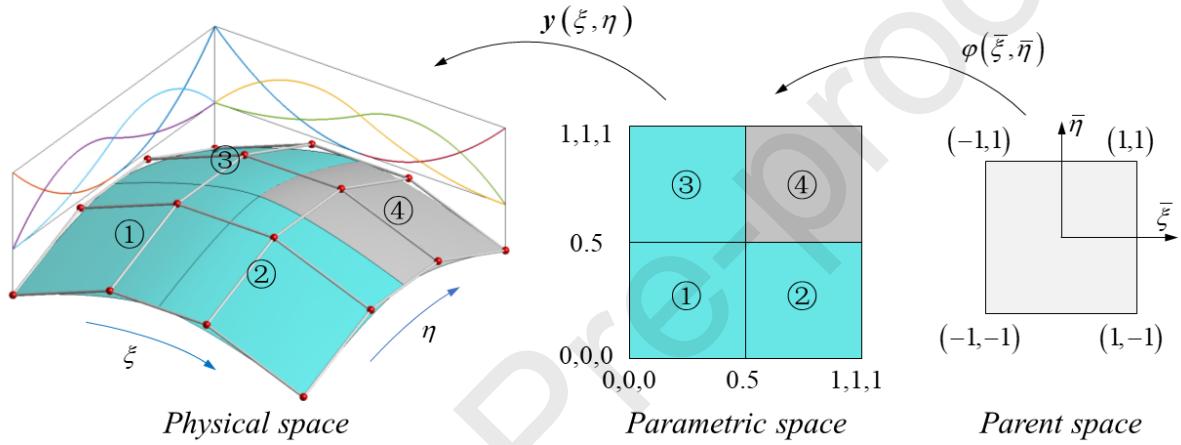 y(ξ,η)
φ(ξ̅,η̅)
①
②
③
④
ξ
η
1,1,1
0.5
0,0,0
③
④
①
②
0,0,0
0.5
1,1,1
η̅
(-1,1)
(1,1)
ξ̅
(-1,-1)
(1,-1)
Physical space
Parametric space
Parent space
Pre-proo